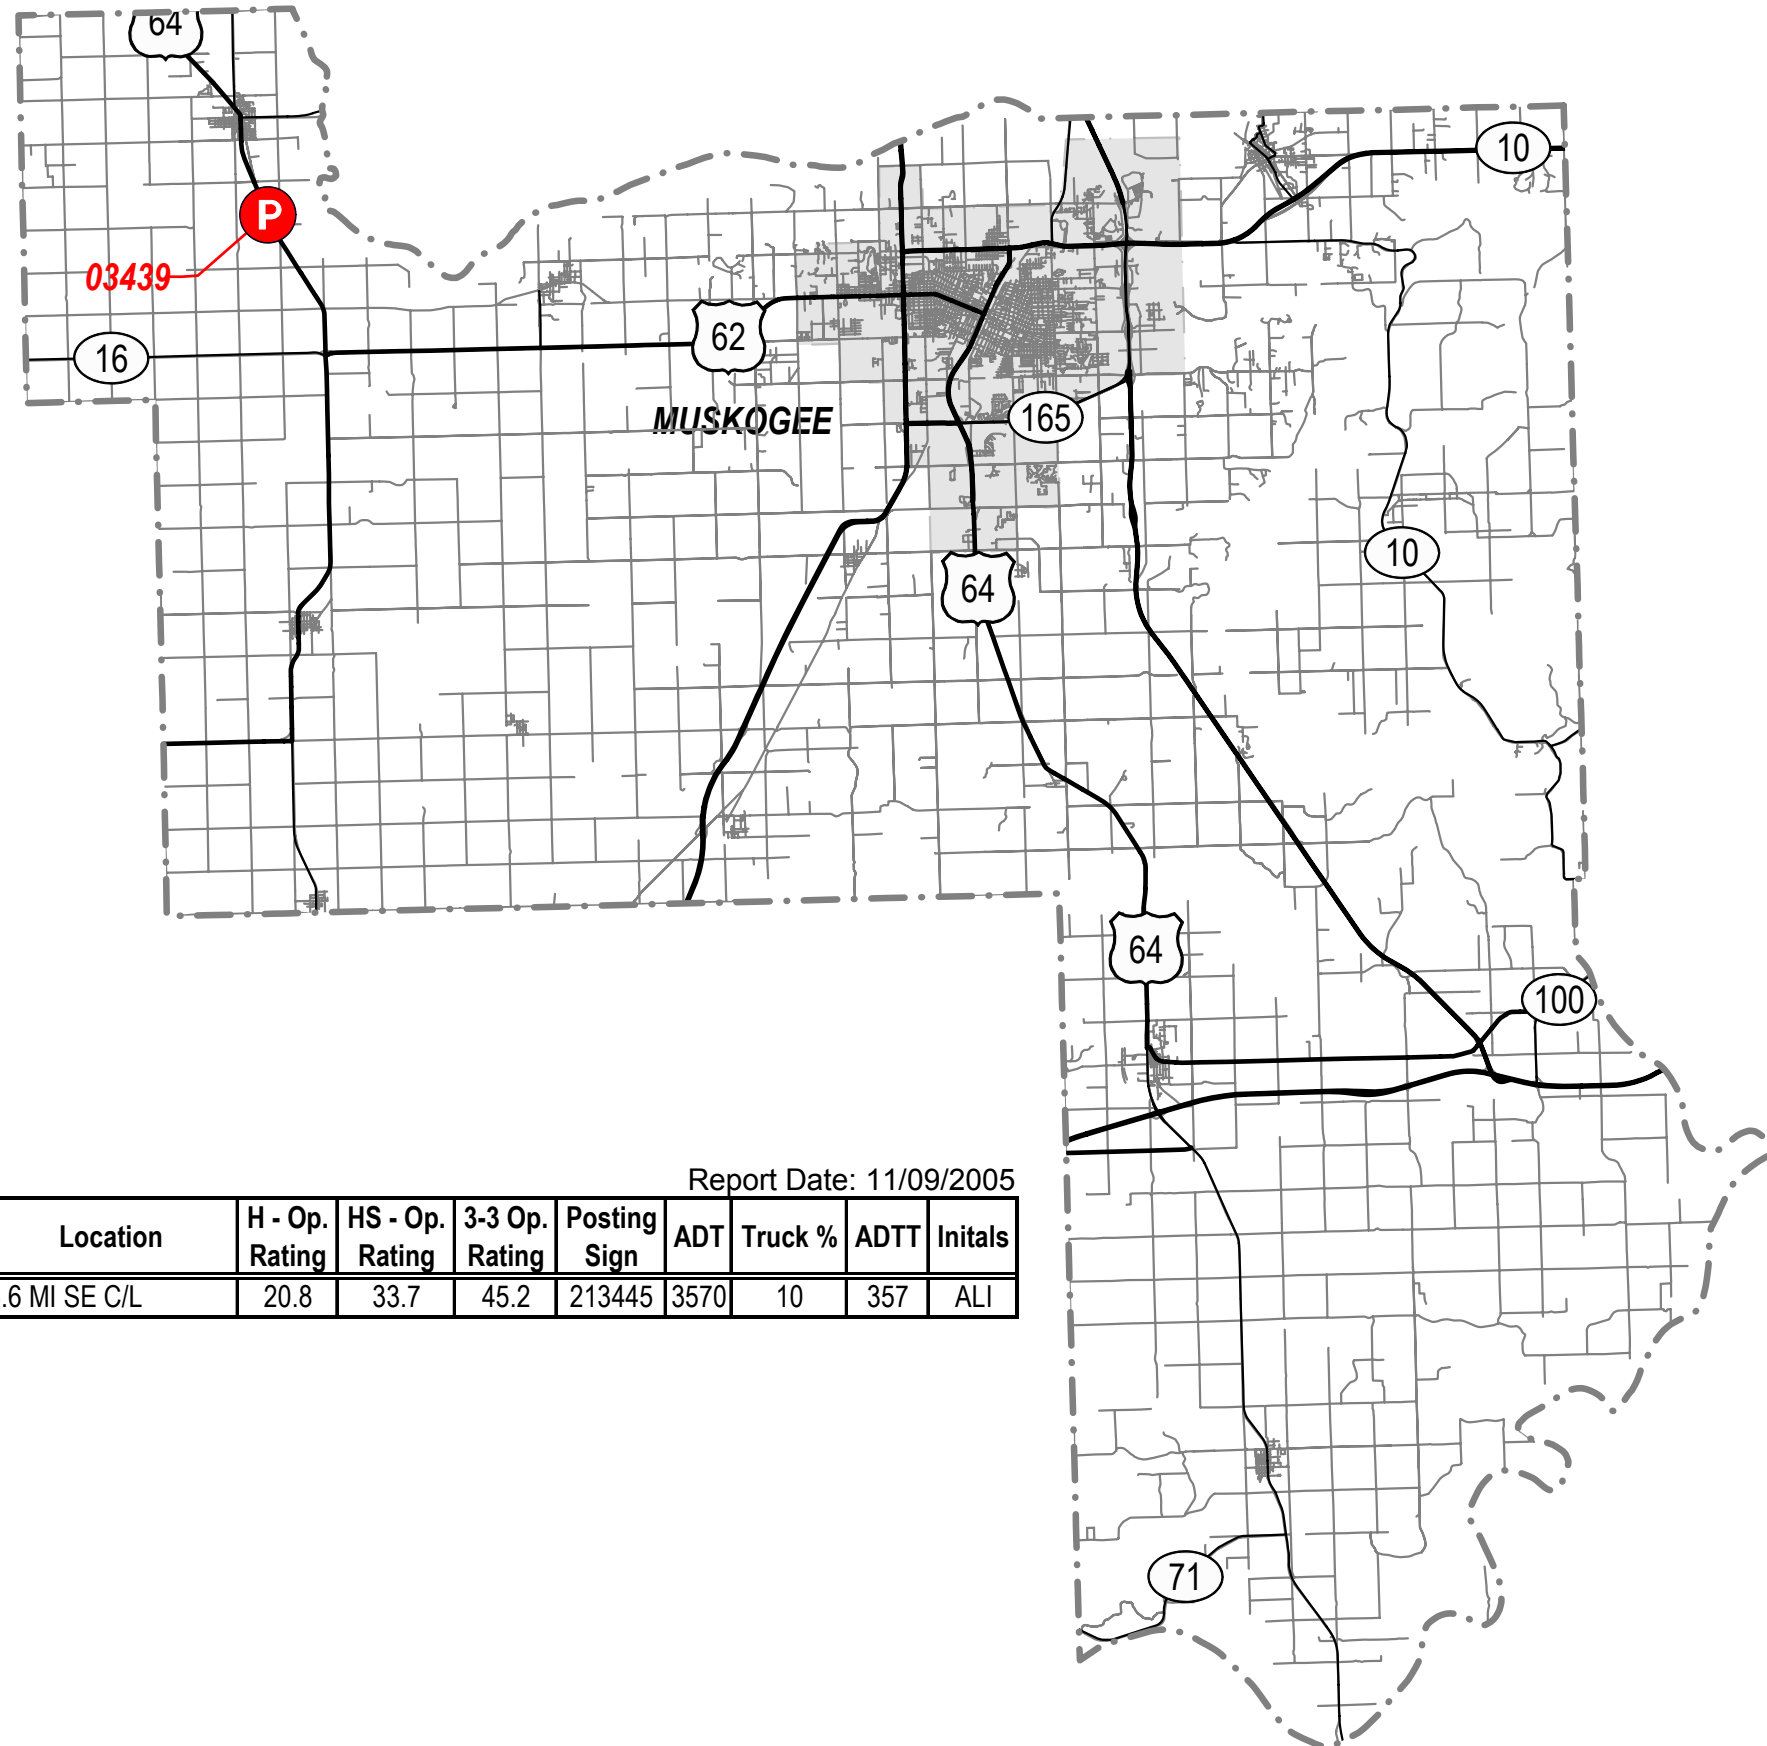 64
10
P
03439
16
62
MUSKOGEE
165
10
64
64
100
Report Date: 11/09/2005
Location H - Op. Rating HS - Op. Rating 3-3 Op. Rating Posting Sign ADT Truck % ADTT Initals
.6 MI SE C/L 20.8 33.7 45.2 213445 3570 10 357 ALI
71